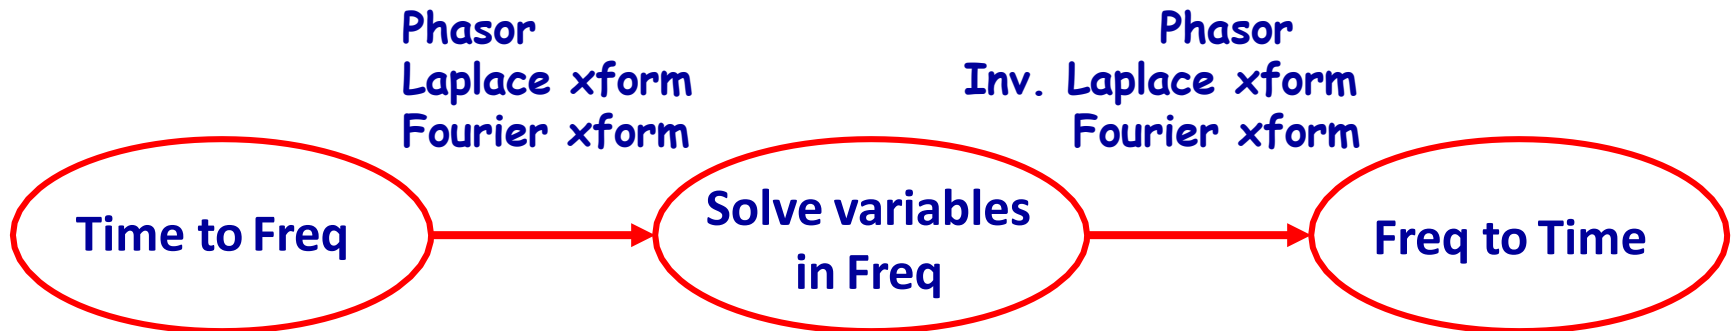 Phasor
Laplace xform
Fourier xform
Phasor
Inv. Laplace xform
Fourier xform
Time to Freq
Solve variables
in Freq
Freq to Time